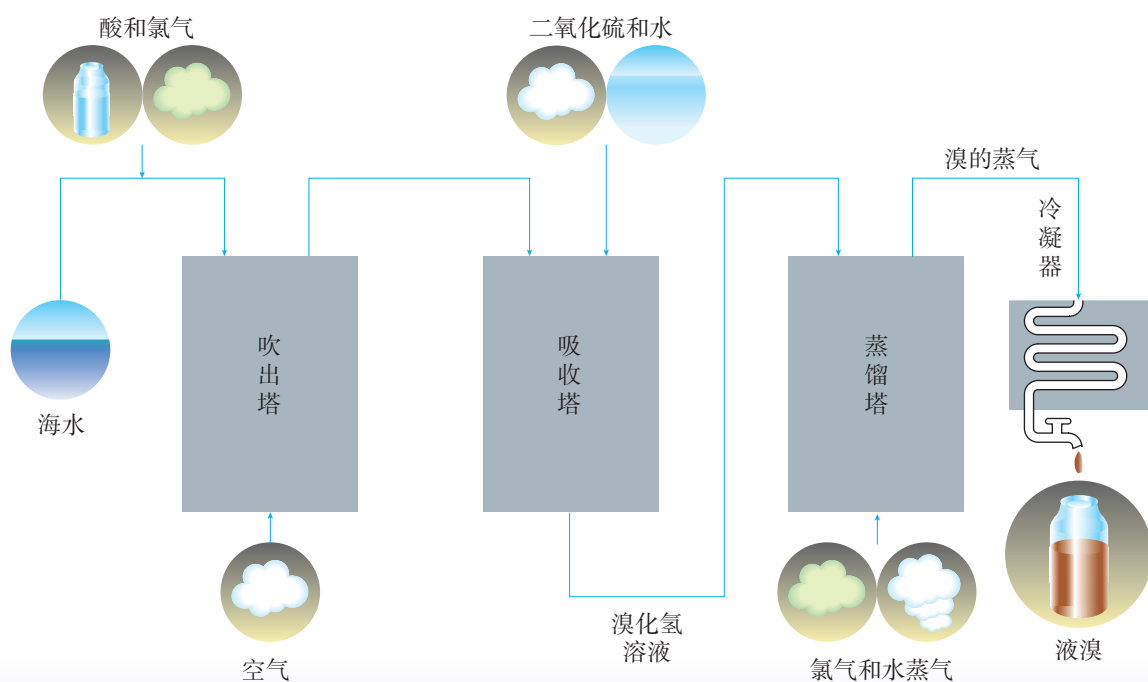 酸和氯气
二氧化硫和水
溴的蒸气
冷凝器
吹出塔
吸收塔
蒸馏塔
海水
溴化氢
溶液
空气
氯气和水蒸气
液溴